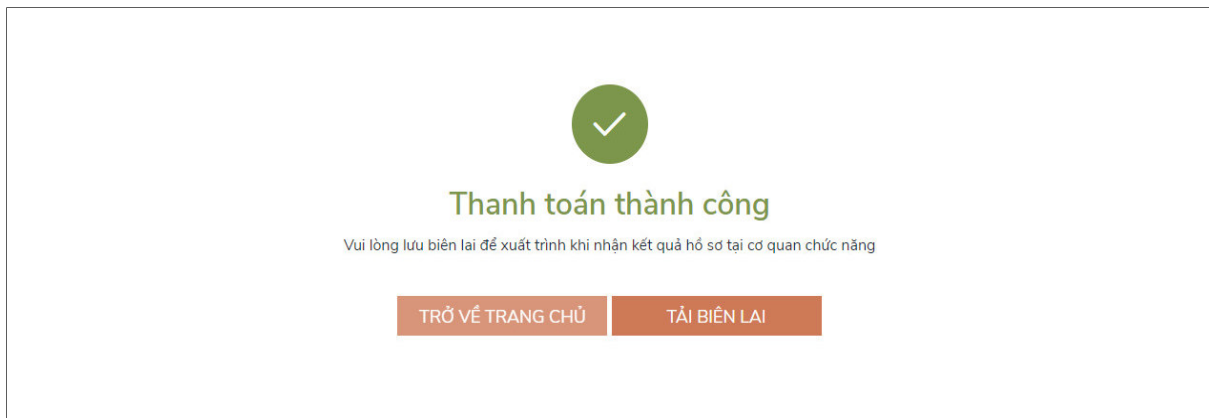 Thanh toán thành công
Vui lòng lưu biên lai để xuất trình khi nhận kết quả hồ sơ tại cơ quan chức năng
TRỞ VỀ TRANG CHỦ
TẢI BIÊN LAI